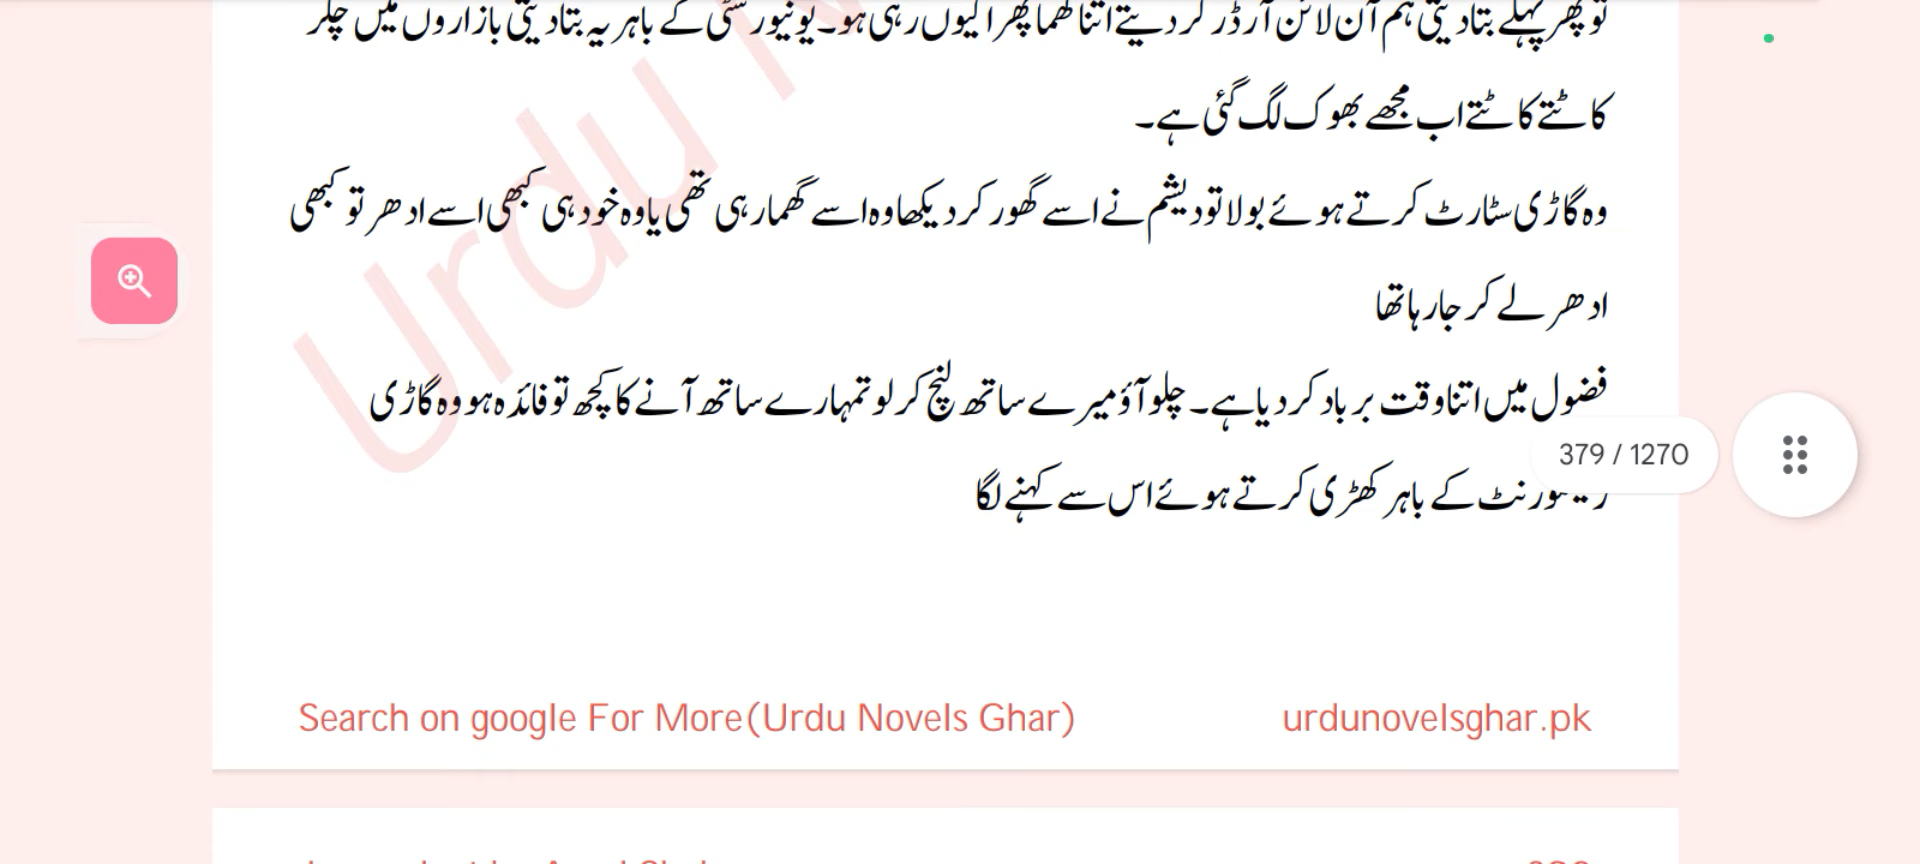 تو پھر پہلے بتا دیتی ہم آن لائن آرڈر کر دیتے اتنا گھما پھرا کیوں رہی ہو۔ یونیورسٹی کے باہر یہ بتا دیتی بازاروں میں چکر
کاٹتے کاٹتے اب مجھے بھوک لگ گئی ہے۔
وہ گاڑی سٹارٹ کرتے ہوئے بولا تو دیشم نے اسے گھور کر دیکھا وہ اسے گھما رہی تھی یا وہ خود ہی کبھی اسے ادھر تو کبھی
ادھر لے کر جا رہا تھا
فضول میں اتنا وقت برباد کر دیا ہے۔ چلو آؤ میرے ساتھ لنچ کر لو تمہارے ساتھ آنے کا کچھ تو فائدہ ہو وہ گاڑی
379 / 1270
کے باہر کھڑی کرتے ہوئے اس سے کہنے لگا
Search on google For More(Urdu Novels Ghar) urdunovelsghar.pk
Urdu